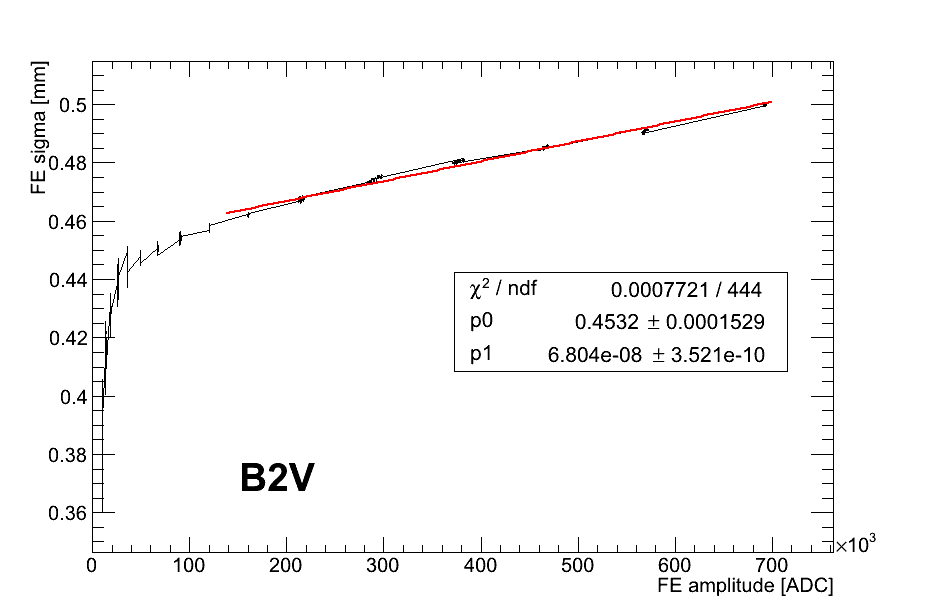 FE sigma [mm]
0.5
0.48
0.46
0.44
0.42
0.4
0.38
0.36
χ² / ndf 0.0007721 / 444
p0 0.4532 ± 0.0001529
p1 6.804e-08 ± 3.521e-10
B2V
0 100 200 300 400 500 600 700 ×10³
FE amplitude [ADC]